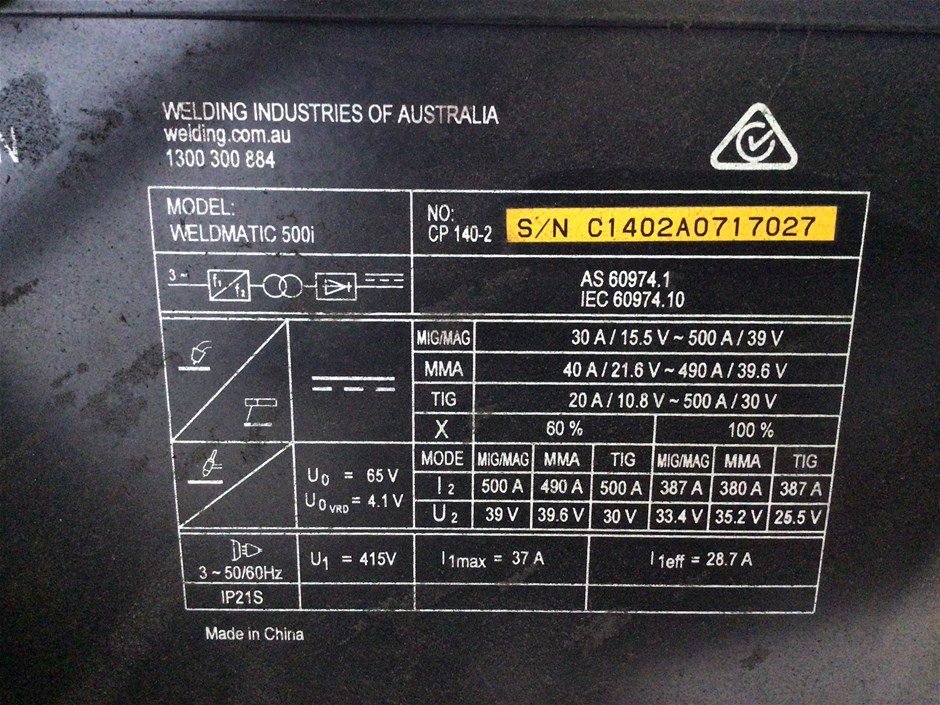 WELDING INDUSTRIES OF AUSTRALIA
welding.com.au
1300 300 884
MODEL:
WELDMATIC 500i
NO:
CP 140-2
S/N C1402A0717027
3~
f1
f2
AS 60974.1
IEC 60974.10
MIG/MAG 30 A / 15.5 V ~ 500 A / 39 V
MMA 40 A / 21.6 V ~ 490 A / 39.6 V
TIG 20 A / 10.8 V ~ 500 A / 30 V
X 60 % 100 %
U0 = 65 V
U0 VRD = 4.1 V
MODE MIG/MAG MMA TIG MIG/MAG MMA TIG
I2 500 A 490 A 500 A 387 A 380 A 387 A
U2 39 V 39.6 V 30 V 33.4 V 35.2 V 25.5 V
3 ~ 50/60Hz
U1 = 415V
I1max = 37 A
I1eff = 28.7 A
IP21S
Made in China